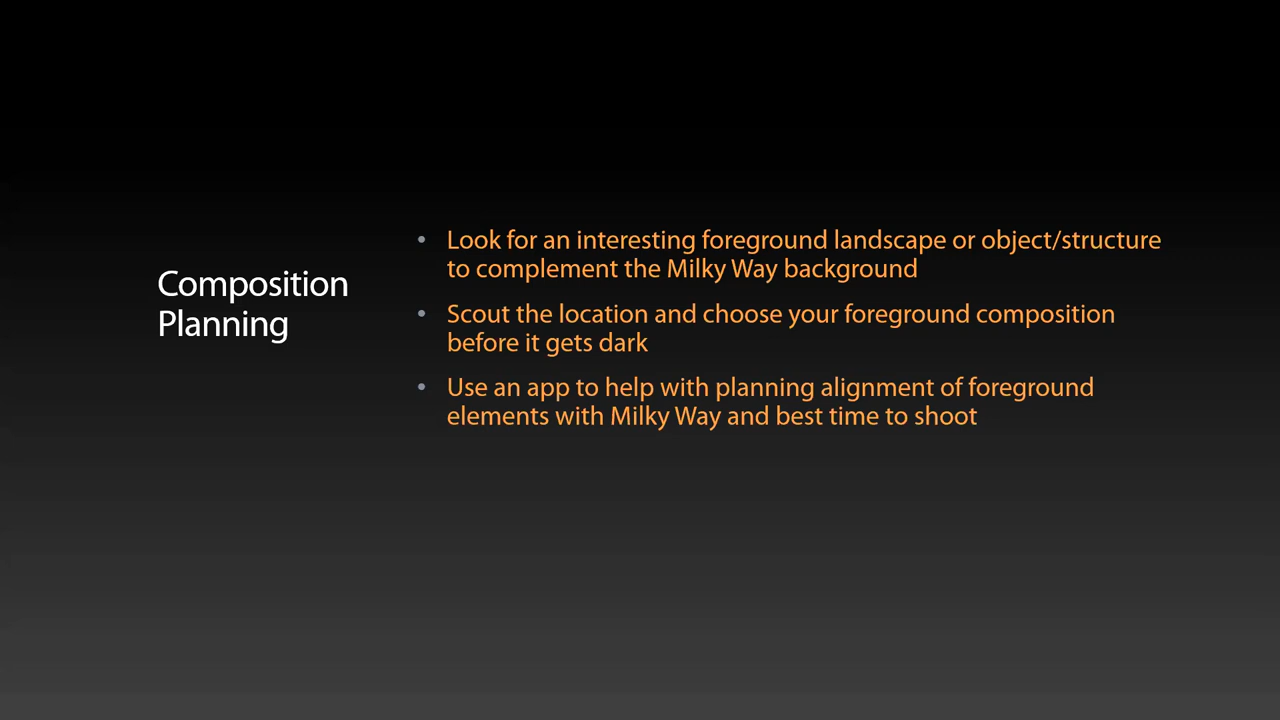 Composition
Planning
• Look for an interesting foreground landscape or object/structure
to complement the Milky Way background
• Scout the location and choose your foreground composition
before it gets dark
• Use an app to help with planning alignment of foreground
elements with Milky Way and best time to shoot